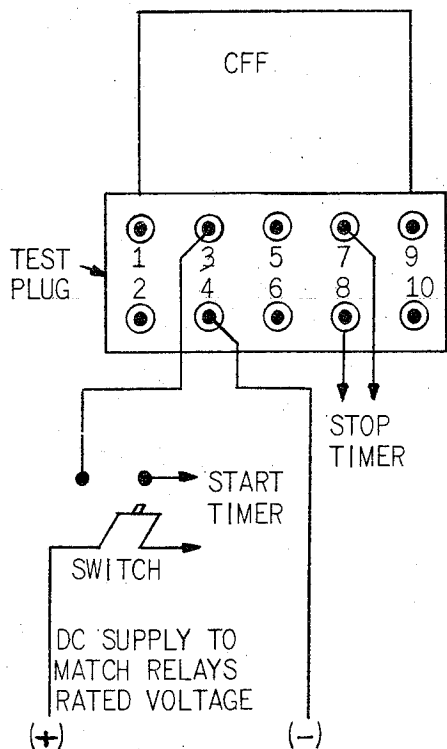 CFF
1 3 5 7 9
TEST
PLUG
2 4 6 8 10
STOP
TIMER
START
TIMER
SWITCH
DC SUPPLY TO
MATCH RELAYS
RATED VOLTAGE
(+) (-)